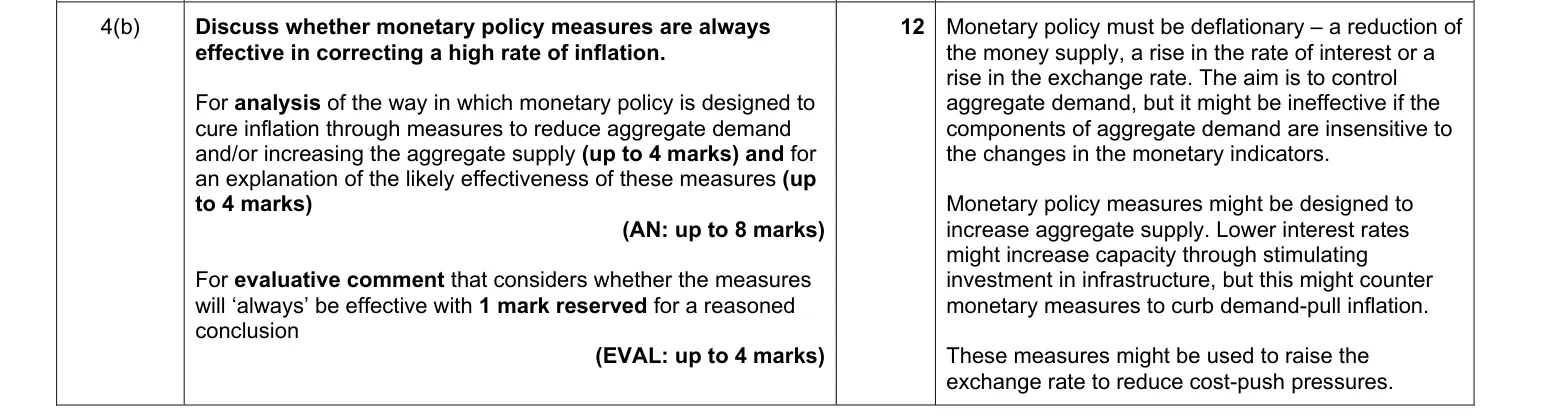 4(b)
Discuss whether monetary policy measures are always
effective in correcting a high rate of inflation.
For analysis of the way in which monetary policy is designed to
cure inflation through measures to reduce aggregate demand
and/or increasing the aggregate supply (up to 4 marks) and for
an explanation of the likely effectiveness of these measures (up
to 4 marks)
(AN: up to 8 marks)
For evaluative comment that considers whether the measures
will ‘always’ be effective with 1 mark reserved for a reasoned
conclusion
(EVAL: up to 4 marks)
12
Monetary policy must be deflationary – a reduction of
the money supply, a rise in the rate of interest or a
rise in the exchange rate. The aim is to control
aggregate demand, but it might be ineffective if the
components of aggregate demand are insensitive to
the changes in the monetary indicators.
Monetary policy measures might be designed to
increase aggregate supply. Lower interest rates
might increase capacity through stimulating
investment in infrastructure, but this might counter
monetary measures to curb demand-pull inflation.
These measures might be used to raise the
exchange rate to reduce cost-push pressures.